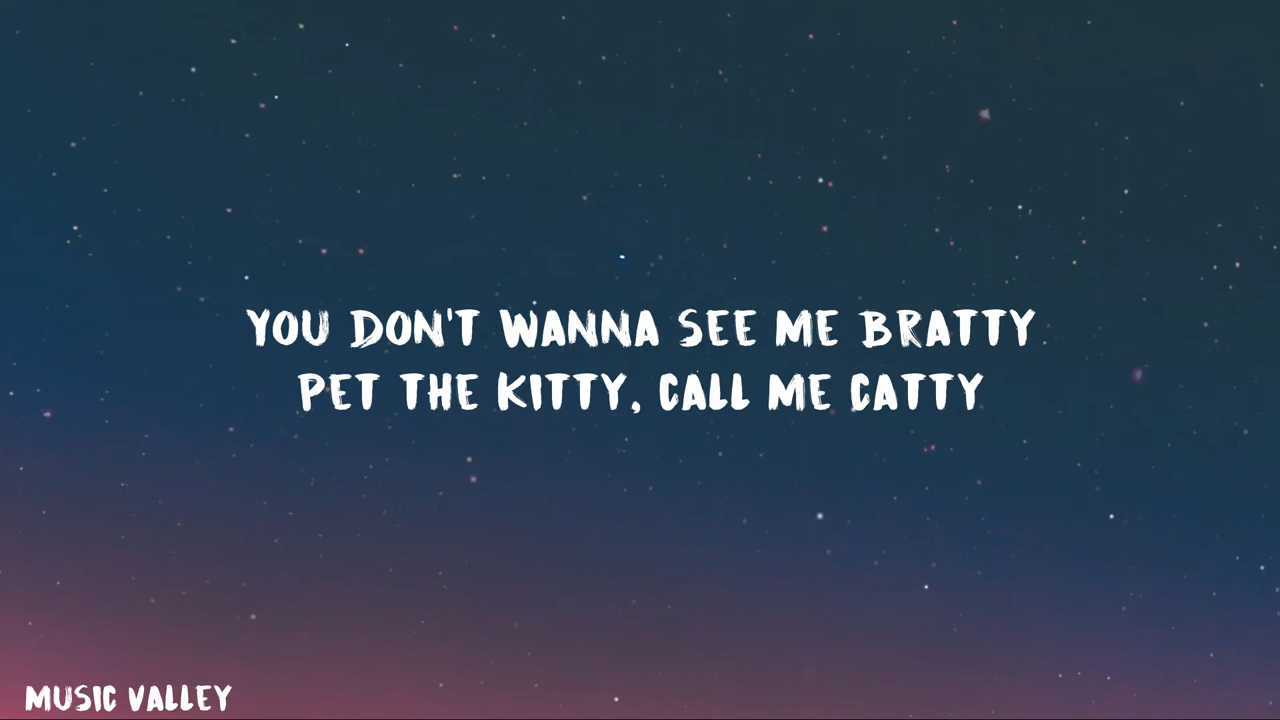 YOU DON'T WANNA SEE ME BRATTY
PET THE KITTY, CALL ME CATTY
MUSIC VALLEY